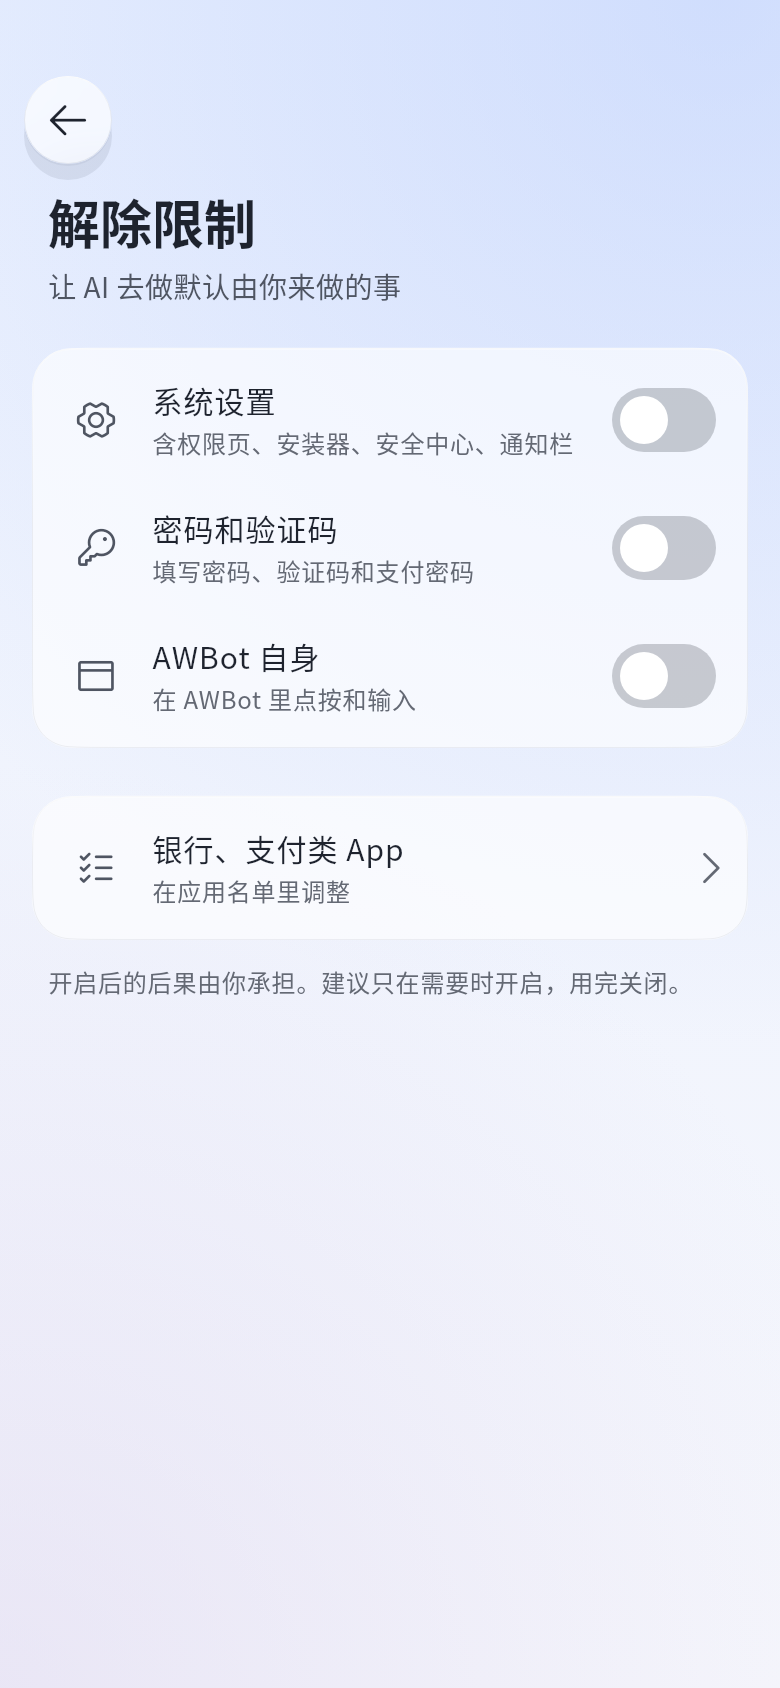 解除限制
让 AI 去做默认由你来做的事
系统设置
含权限页、安装器、安全中心、通知栏
密码和验证码
填写密码、验证码和支付密码
AWBot 自身
在 AWBot 里点按和输入
银行、支付类 App
在应用名单里调整
开启后的后果由你承担。建议只在需要时开启，用完关闭。